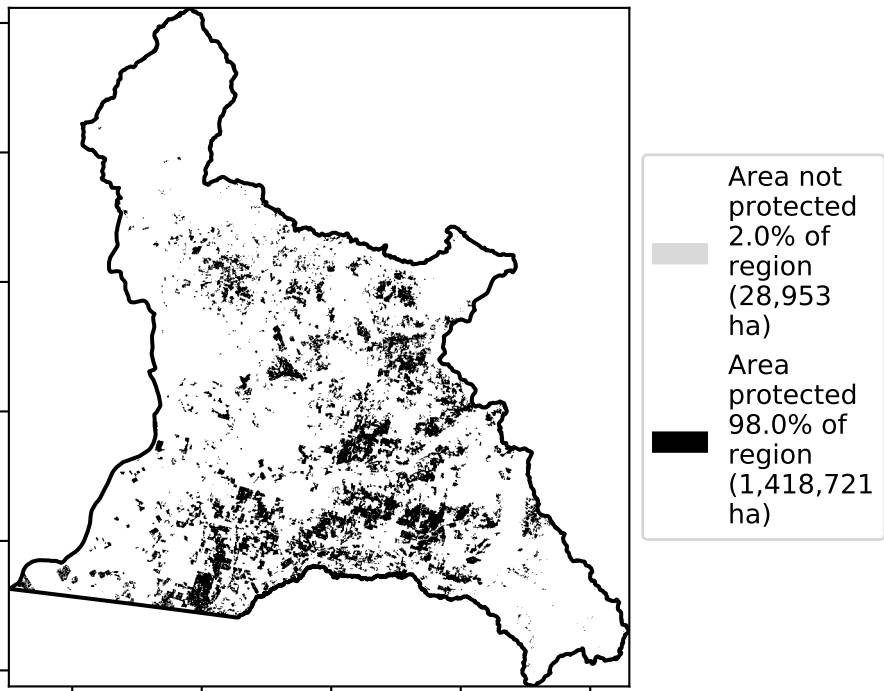 Area not
protected
2.0% of
region
(28,953
ha)
Area
protected
98.0% of
region
(1,418,721
ha)